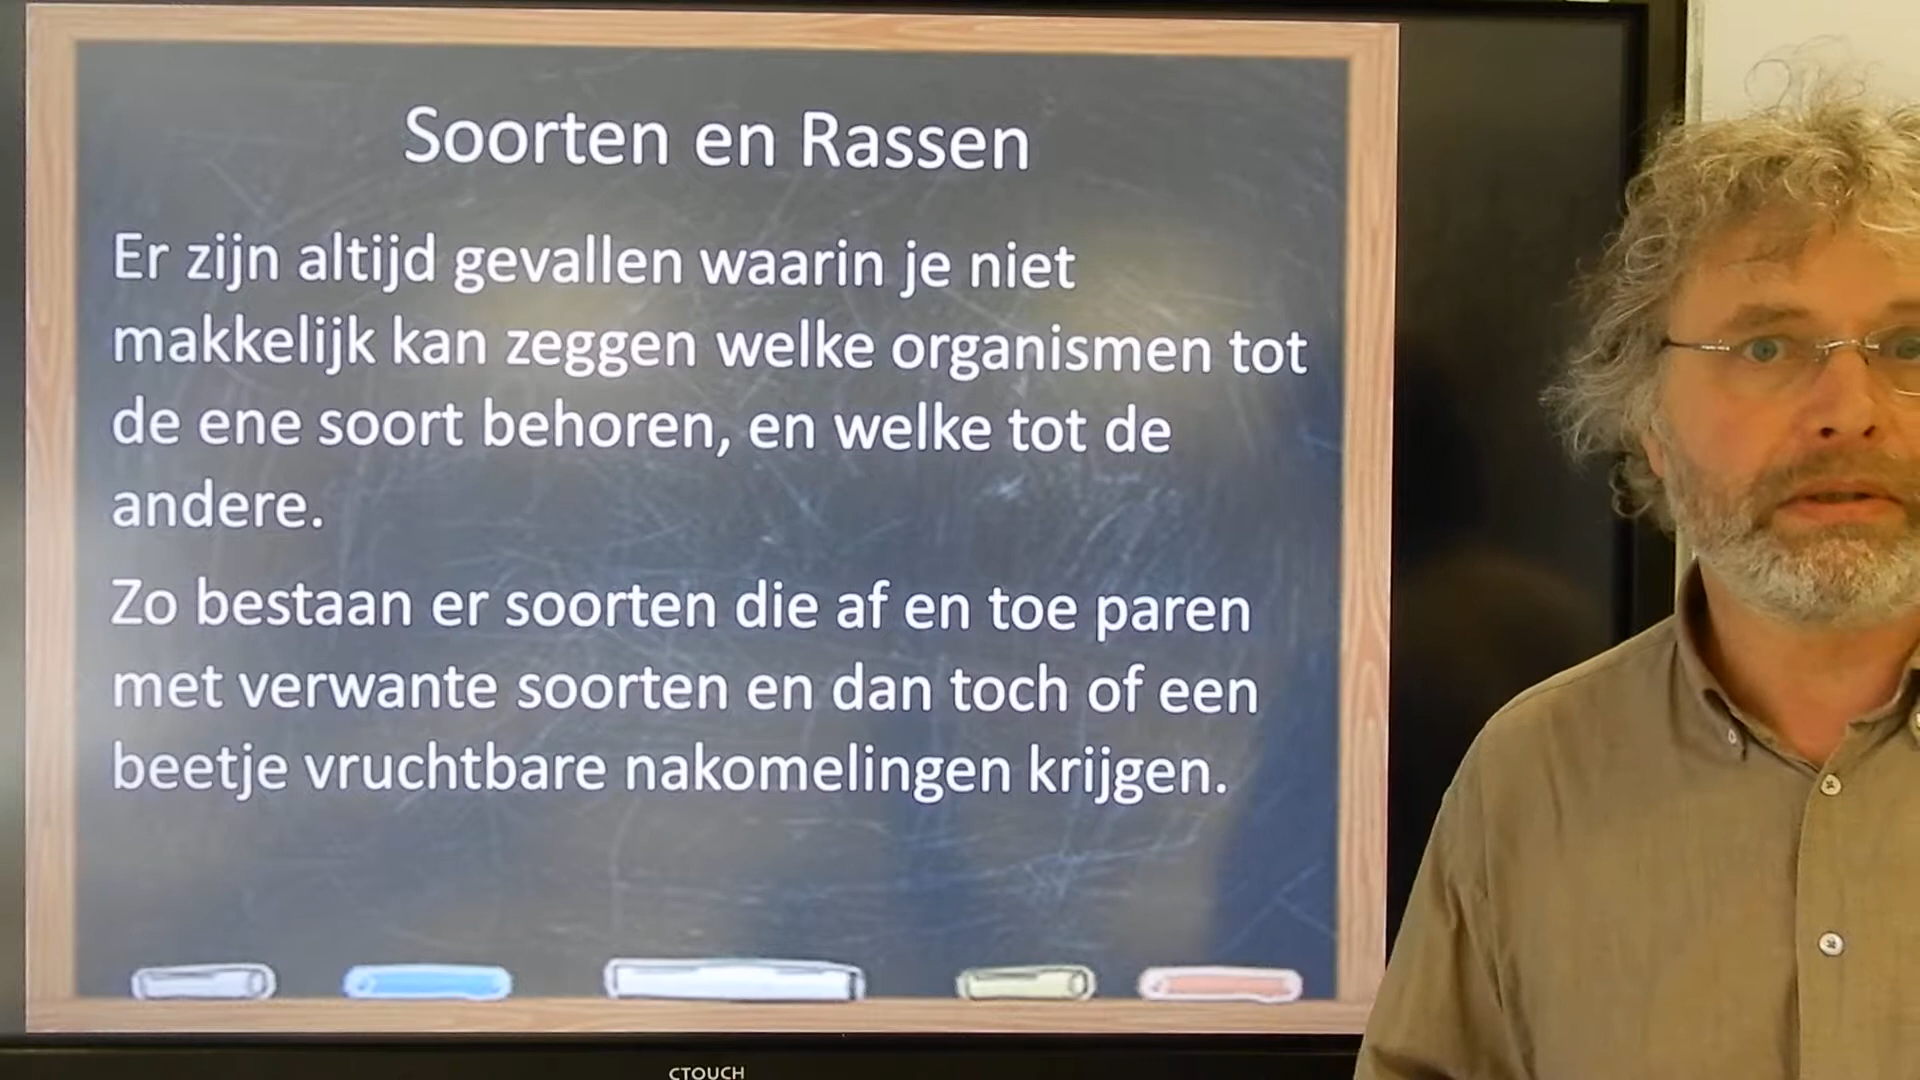 Soorten en Rassen
Er zijn altijd gevallen waarin je niet
makkelijk kan zeggen welke organismen tot
de ene soort behoren, en welke tot de
andere.
Zo bestaan er soorten die af en toe paren
met verwante soorten en dan toch of een
beetje vruchtbare nakomelingen krijgen.
CTOUCH